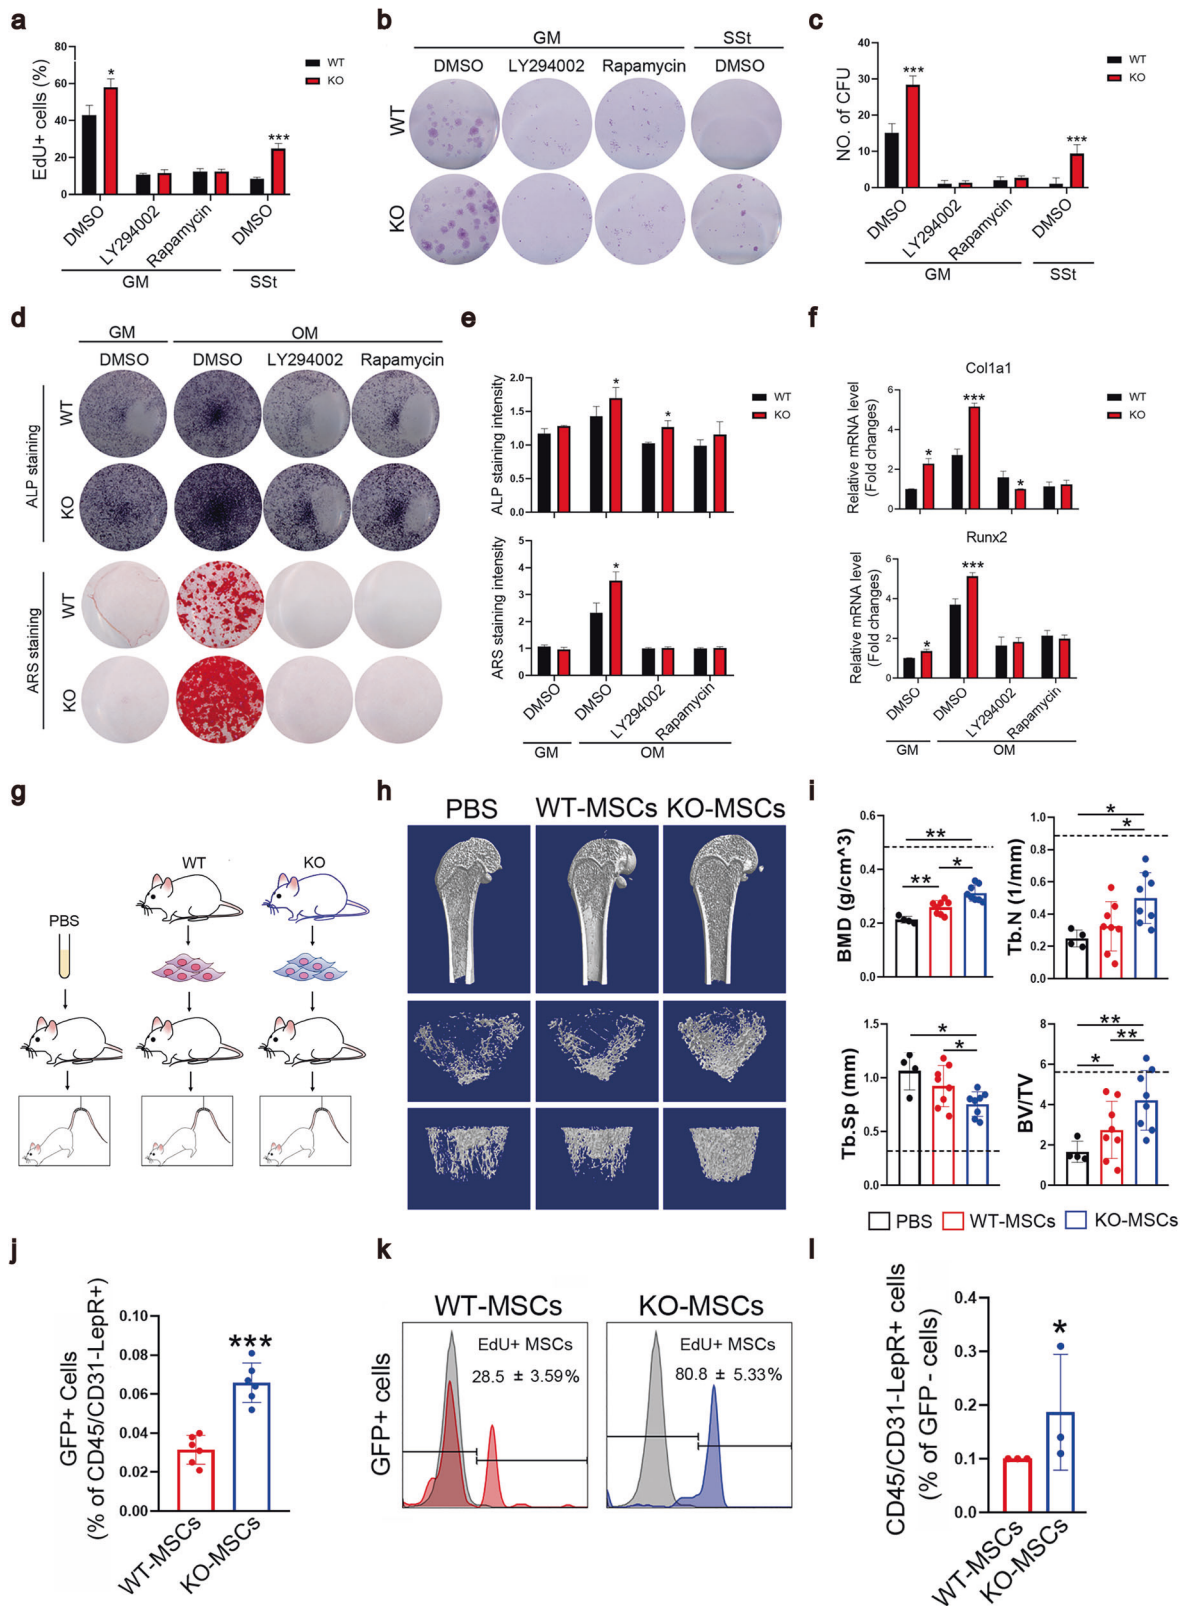 a
EdU+ cells (%)
80
60
40
20
0
*
***
WT
KO
DMSO
LY294002
Rapamycin
DMSO
GM
SSt
b
GM
SSt
DMSO
LY294002
Rapamycin
DMSO
WT
KO
c
NO. of CFU
40
30
20
10
0
***
***
WT
KO
DMSO
LY294002
Rapamycin
DMSO
GM
SSt
d
GM
OM
DMSO
DMSO
LY294002
Rapamycin
ALP staining
WT
KO
ARS staining
WT
KO
e
ALP staining intensity
2.0
1.5
1.0
0.5
0.0
*
*
WT
KO
ARS staining intensity
5
4
3
2
1
0
*
DMSO
DMSO
LY294002
Rapamycin
GM
OM
f
Col1a1
Relative mRNA level
(Fold changes)
6
4
2
0
*
***
*
WT
KO
Runx2
Relative mRNA level
(Fold changes)
6
4
2
0
*
***
DMSO
DMSO
LY294002
Rapamycin
GM
OM
g
PBS
WT
KO
h
PBS
WT-MSCs
KO-MSCs
i
BMD (g/cm^3)
0.6
0.4
0.2
0.0
**
**
*
Tb.N (1/mm)
1.0
0.8
0.6
0.4
0.2
0.0
*
*
Tb.Sp (mm)
1.5
1.0
0.5
0.0
*
*
BV/TV
8
6
4
2
0
**
**
*
PBS
WT-MSCs
KO-MSCs
j
GFP+ Cells
(% of CD45/CD31-LepR+)
0.10
0.08
0.06
0.04
0.02
0.00
***
WT-MSCs
KO-MSCs
k
WT-MSCs
KO-MSCs
GFP+ cells
EdU+ MSCs
28.5 ± 3.59%
EdU+ MSCs
80.8 ± 5.33%
l
CD45/CD31-LepR+ cells
(% of GFP- cells)
0.4
0.3
0.2
0.1
0.0
*
WT-MSCs
KO-MSCs